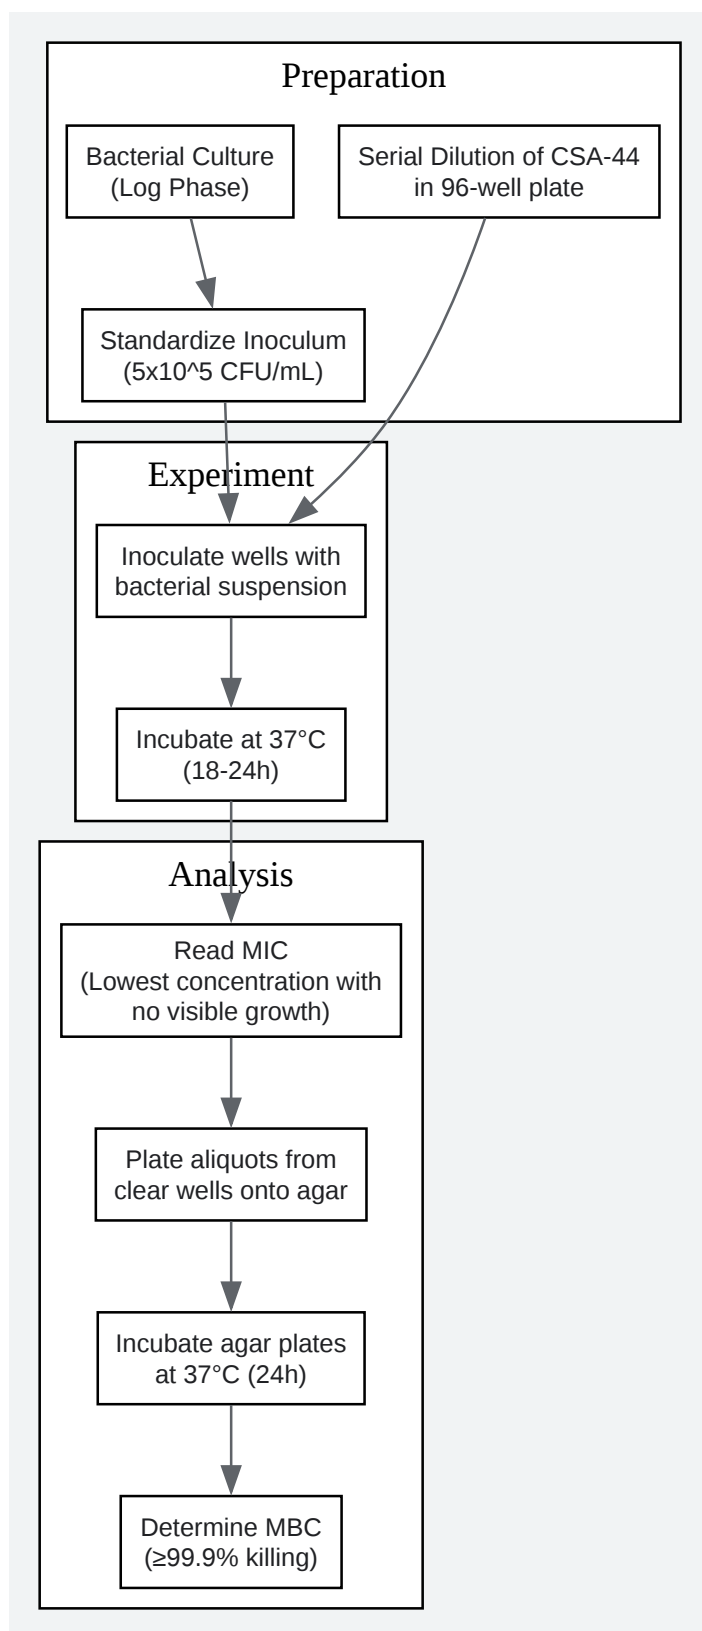 Preparation
Bacterial Culture
(Log Phase)
Serial Dilution of CSA-44
in 96-well plate
Standardize Inoculum
(5x10^5 CFU/mL)
Experiment
Inoculate wells with
bacterial suspension
Incubate at 37°C
(18-24h)
Analysis
Read MIC
(Lowest concentration with
no visible growth)
Plate aliquots from
clear wells onto agar
Incubate agar plates
at 37°C (24h)
Determine MBC
(≥99.9% killing)